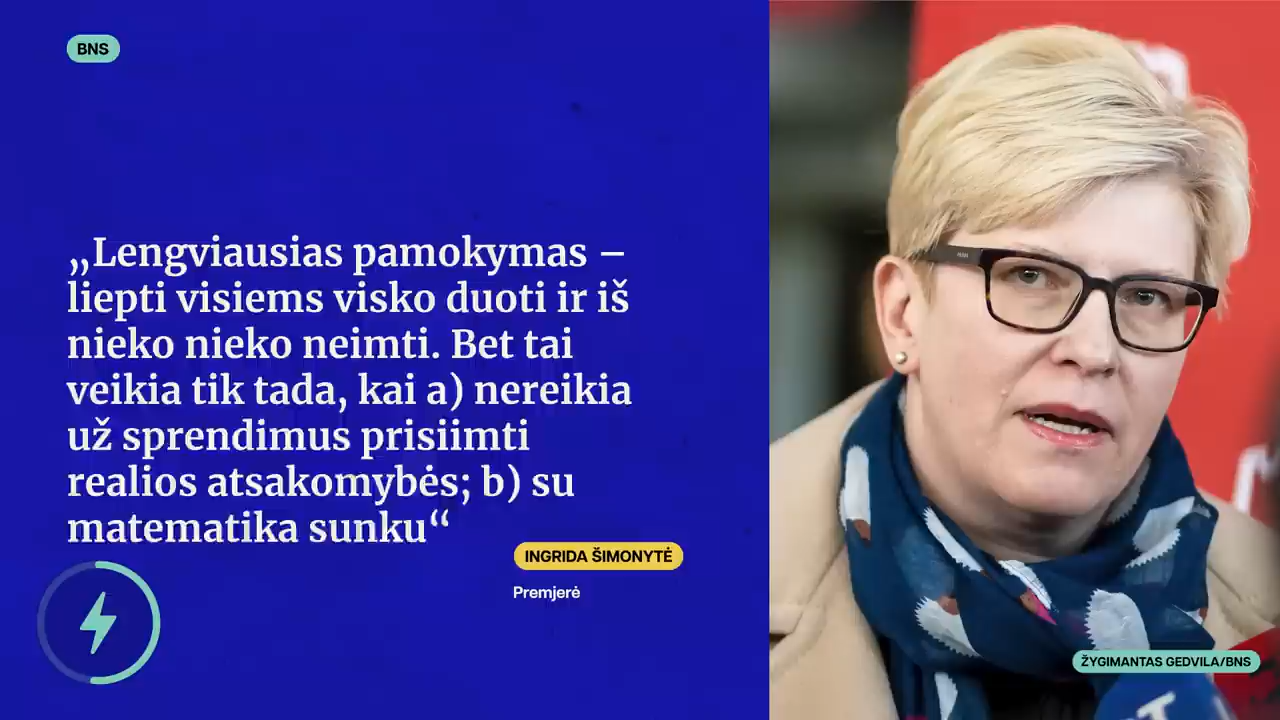 BNS
„Lengviausias pamokymas –
liepti visiems visko duoti ir iš
nieko nieko neimti. Bet tai
veikia tik tada, kai a) nereikia
už sprendimus prisiimti
realios atsakomybės; b) su
matematika sunku“
INGRIDA ŠIMONYTĖ
Premjerė
ŽYGIMANTAS GEDVILA/BNS